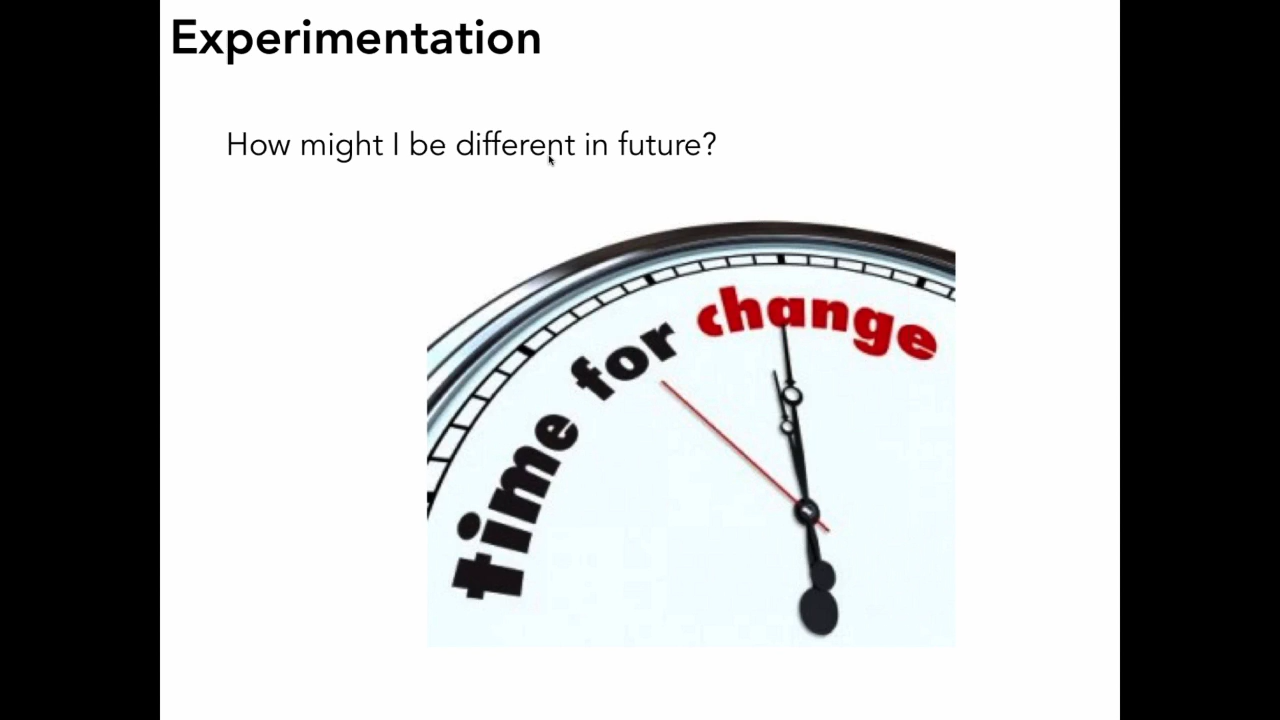 Experimentation
How might I be different in future?
time for change